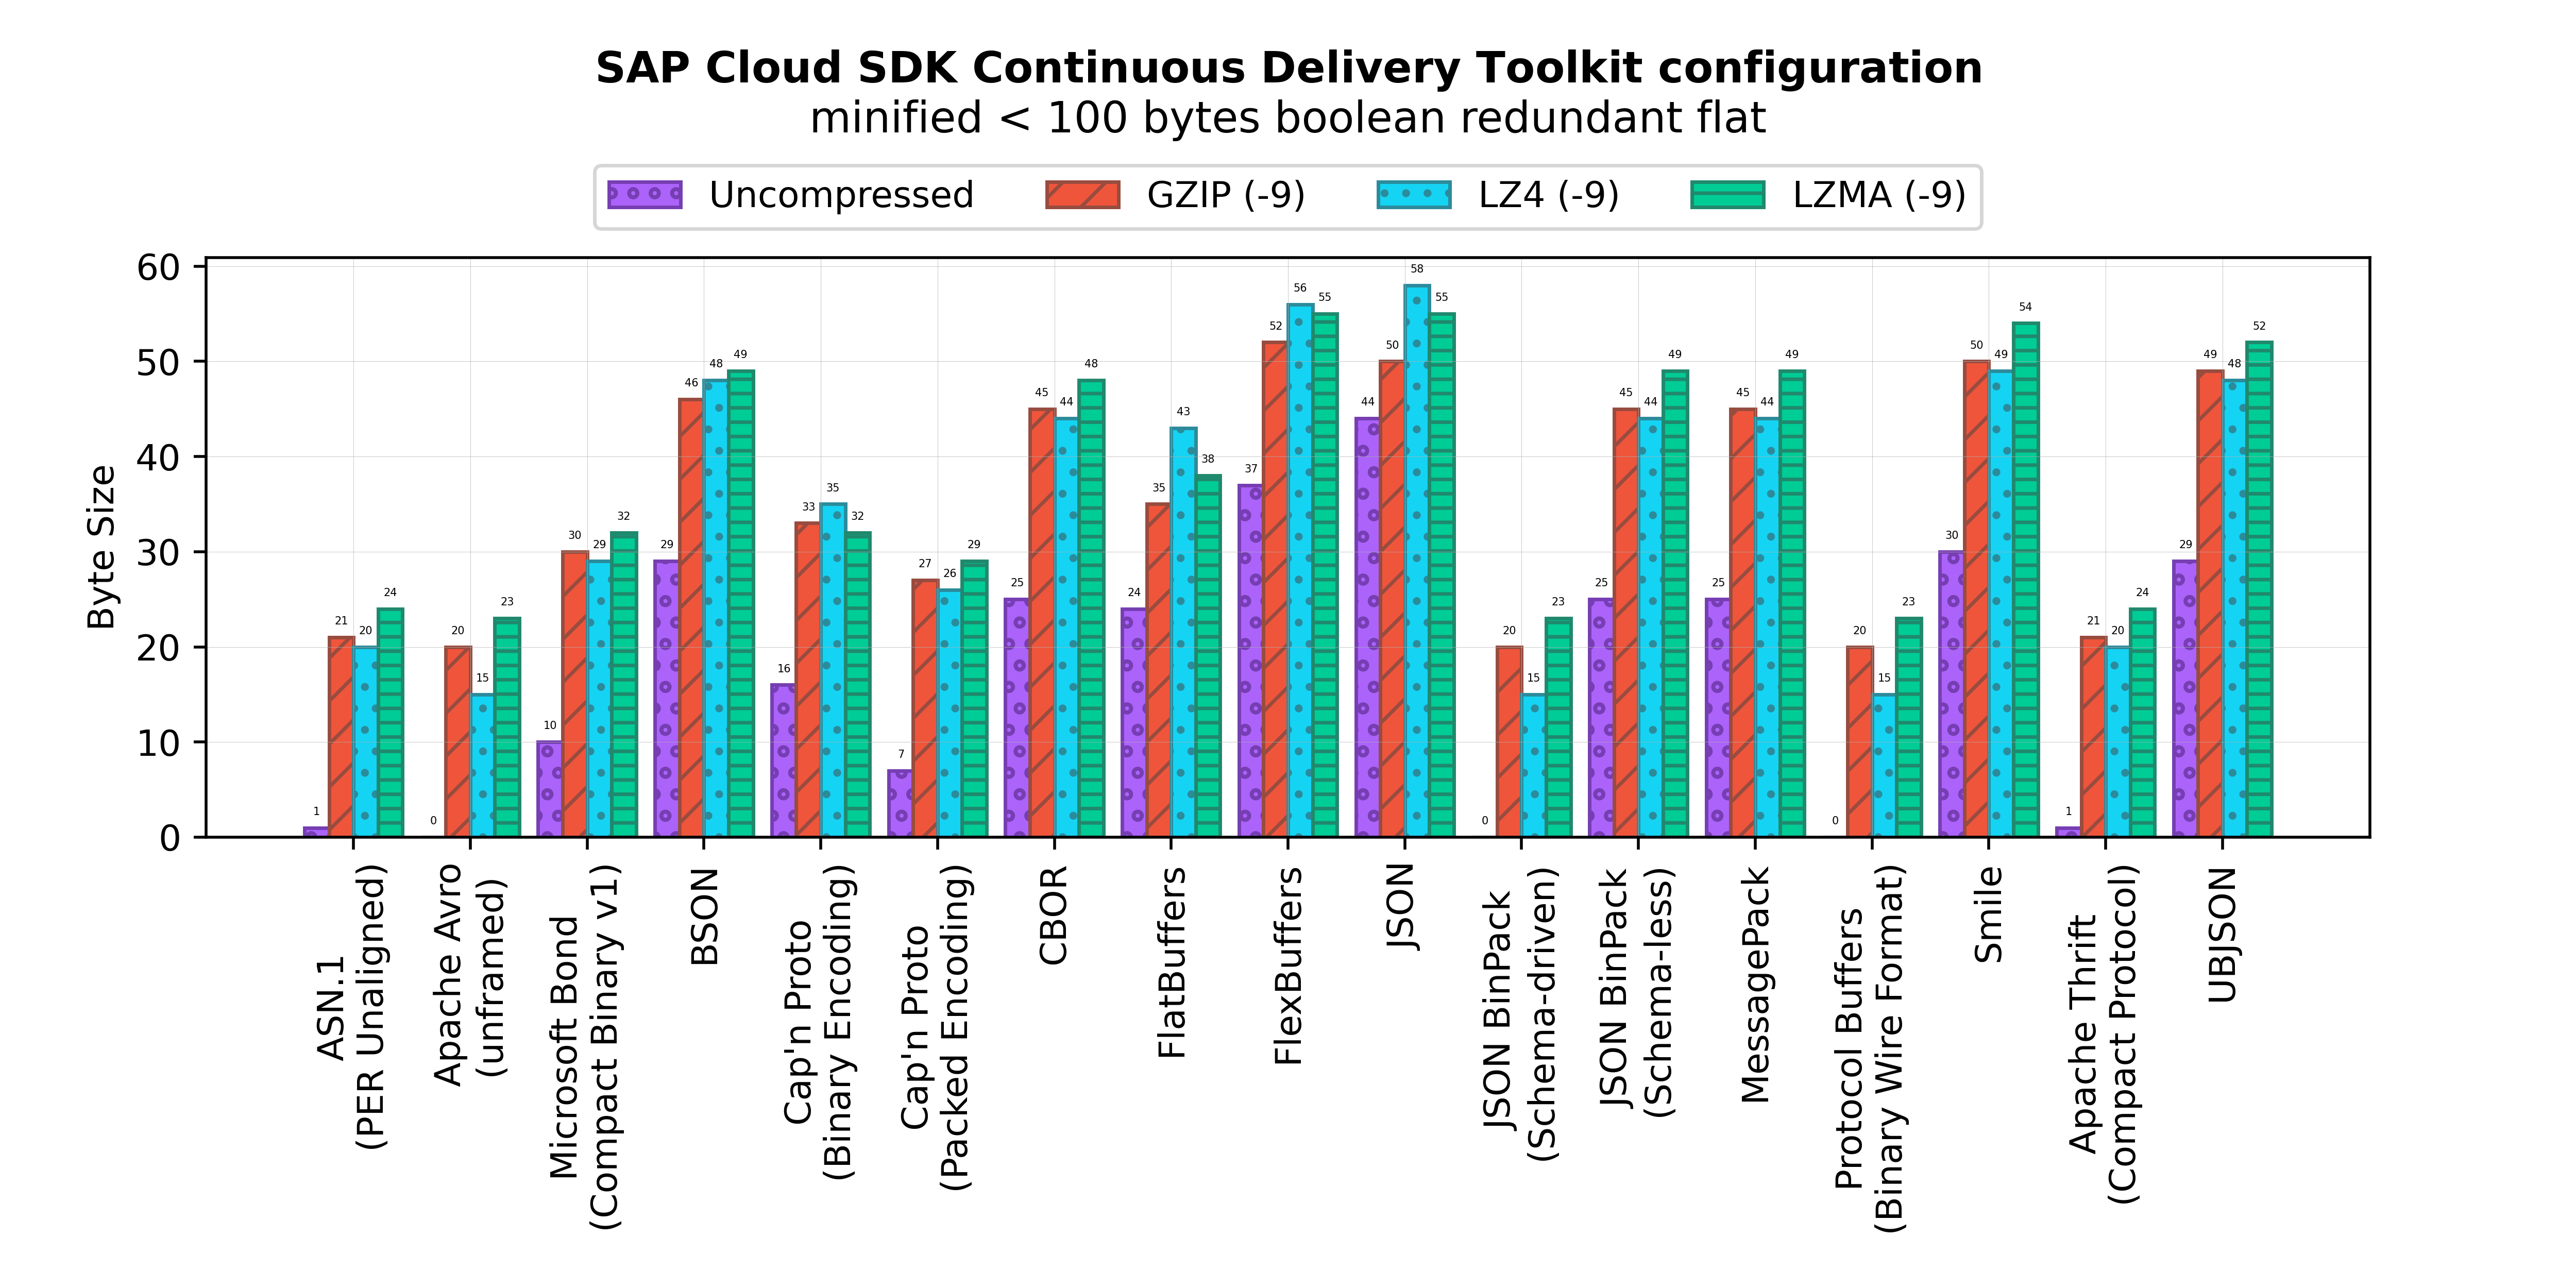 SAP Cloud SDK Continuous Delivery Toolkit configuration
minified < 100 bytes boolean redundant flat
Uncompressed GZIP (-9) LZ4 (-9) LZMA (-9)
Byte Size
60
50
40
30
20
10
0
1 21 20 24
0 20 15 23
10 30 29 32
29 46 48 49
16 33 35 32
7 27 26 29
25 45 44 48
24 35 43 38
37 52 56 55
44 50 58 55
0 20 15 23
25 45 44 49
25 45 44 49
0 20 15 23
30 50 49 54
1 21 20 24
29 49 48 52
ASN.1
(PER Unaligned)
Apache Avro
(unframed)
Microsoft Bond
(Compact Binary v1)
BSON
Cap'n Proto
(Binary Encoding)
Cap'n Proto
(Packed Encoding)
CBOR
FlatBuffers
FlexBuffers
JSON
JSON BinPack
(Schema-driven)
JSON BinPack
(Schema-less)
MessagePack
Protocol Buffers
(Binary Wire Format)
Smile
Apache Thrift
(Compact Protocol)
UBJSON